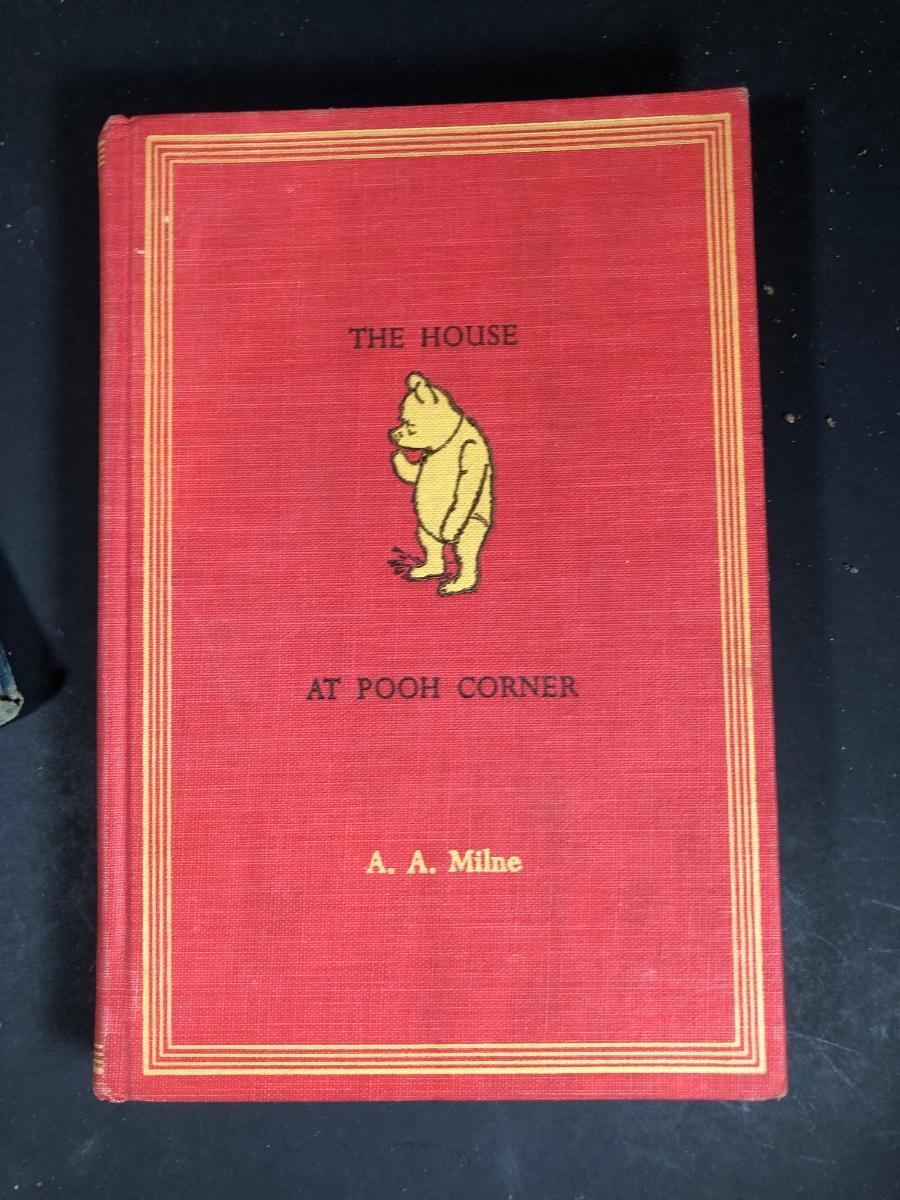 THE HOUSE
AT POOH CORNER
A. A. Milne